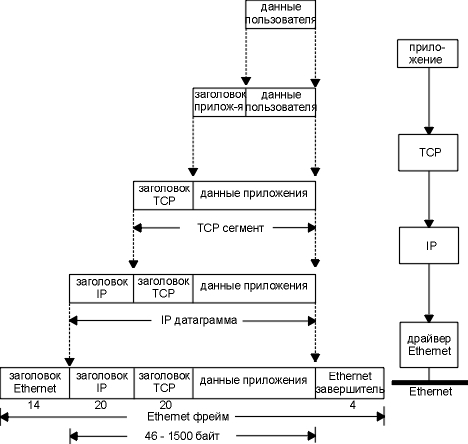 данные
пользователя
заголовок
прилож-я
данные
пользователя
заголовок
TCP
данные приложения
TCP сегмент
заголовок
IP
заголовок
TCP
данные приложения
IP датаграмма
заголовок
Ethernet
заголовок
IP
заголовок
TCP
данные приложения
Ethernet
завершитель
14
20
20
4
Ethernet фрейм
46 - 1500 байт
прило-
жение
TCP
IP
драйвер
Ethernet
Ethernet